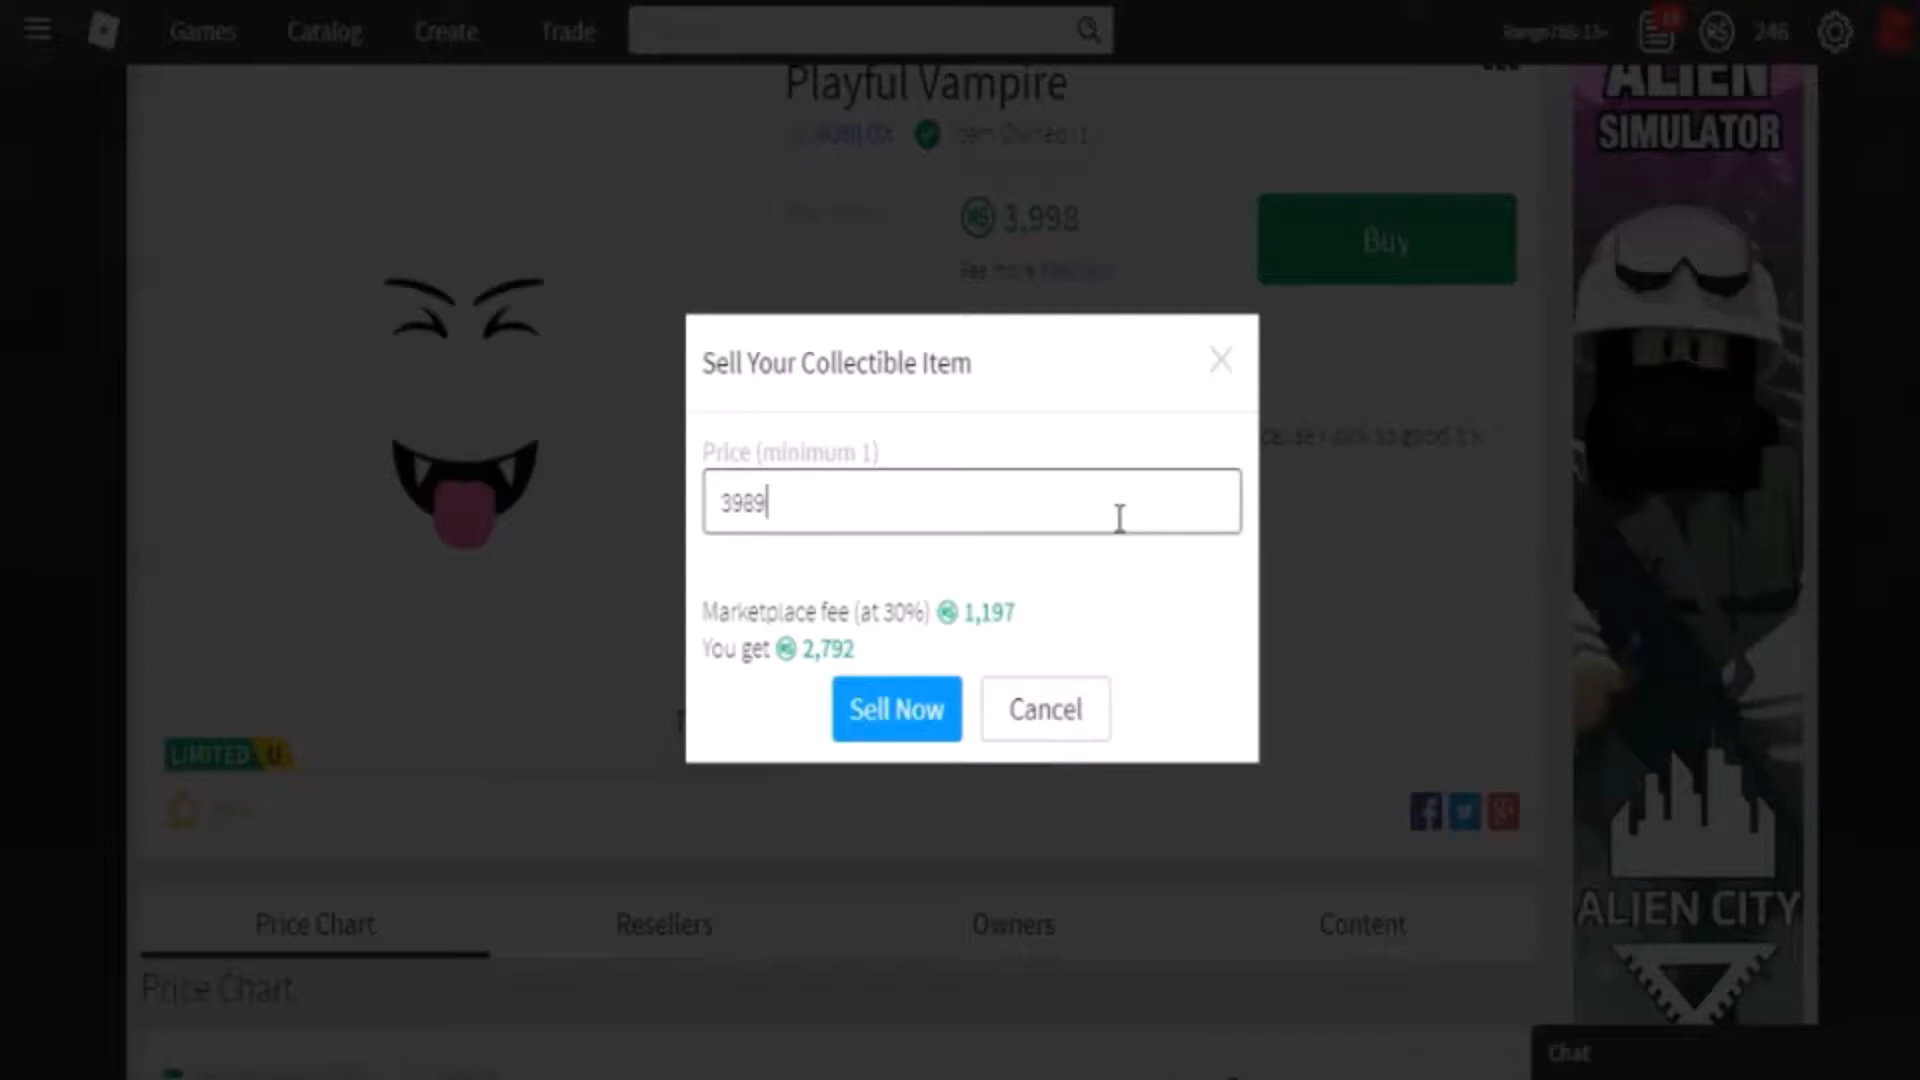 Games
Catalog
Create
Trade
246
Playful Vampire
3,998
Buy
ALIEN
SIMULATOR
Sell Your Collectible Item
Price (minimum 1)
3989
Marketplace fee (at 30%) R$ 1,197
You get R$ 2,792
Sell Now
Cancel
LIMITED U
Price Chart
Resellers
Owners
Content
Price Chart
ALIEN CITY
Chat